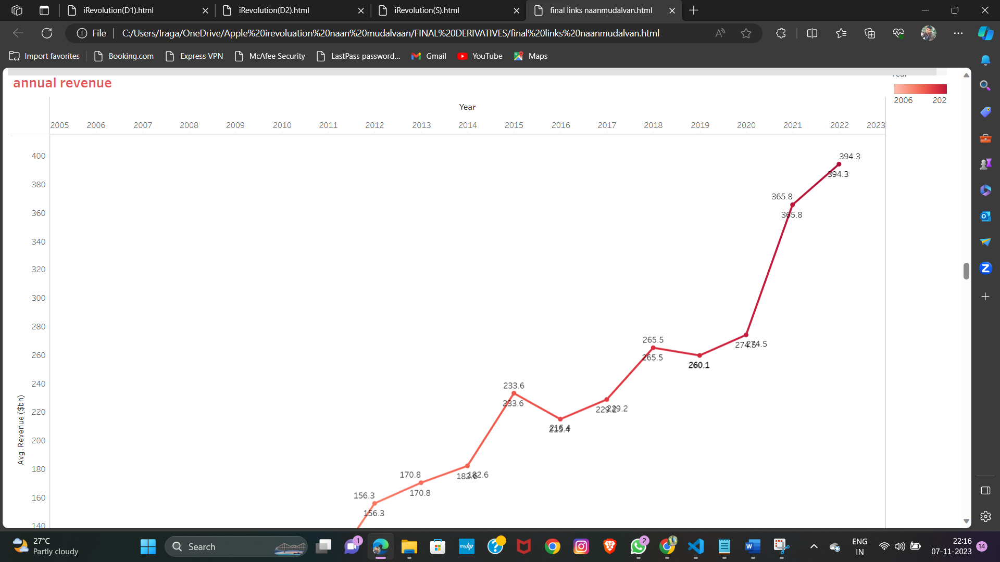 iRevolution(D1).html
iRevolution(D2).html
iRevolution(S).html
final links naanmudalvan.html
File
C:/Users/Iraga/OneDrive/Apple%20irevoluation%20naan%20mudalvaan/FINAL%20DERIVATIVES/final%20links%20naanmudalvan.html
Import favorites
Booking.com
Express VPN
McAfee Security
LastPass password...
Gmail
YouTube
Maps
annual revenue
2006 202
Year
2005 2006 2007 2008 2009 2010 2011 2012 2013 2014 2015 2016 2017 2018 2019 2020 2021 2022 2023
400
380
360
340
320
300
280
260
240
220
200
180
160
140
Avg. Revenue ($bn)
394.3
394.3
365.8
365.8
274.5
274.5
265.5
265.5
260.1
260.1
233.6
233.6
229.2
229.2
215.4
215.4
182.6
182.6
170.8
170.8
156.3
156.3
27°C
Partly cloudy
Search
1
myhp
2
ENG
IN
22:16
07-11-2023
14